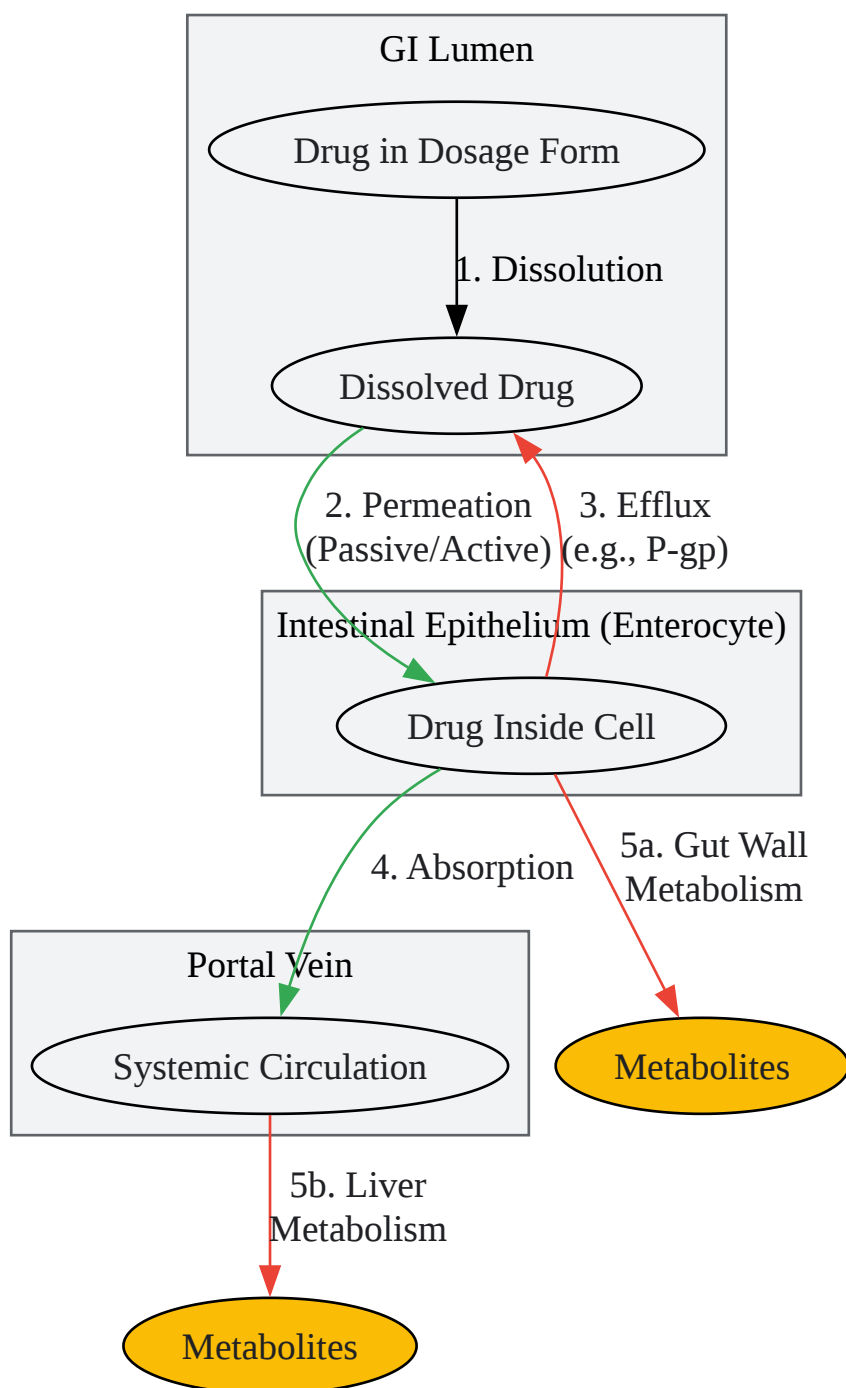 GI Lumen
Drug in Dosage Form
1. Dissolution
Dissolved Drug
2. Permeation
(Passive/Active)
3. Efflux
(e.g., P-gp)
Intestinal Epithelium (Enterocyte)
Drug Inside Cell
4. Absorption
5a. Gut Wall
Metabolism
Portal Vein
Systemic Circulation
Metabolites
5b. Liver
Metabolism
Metabolites